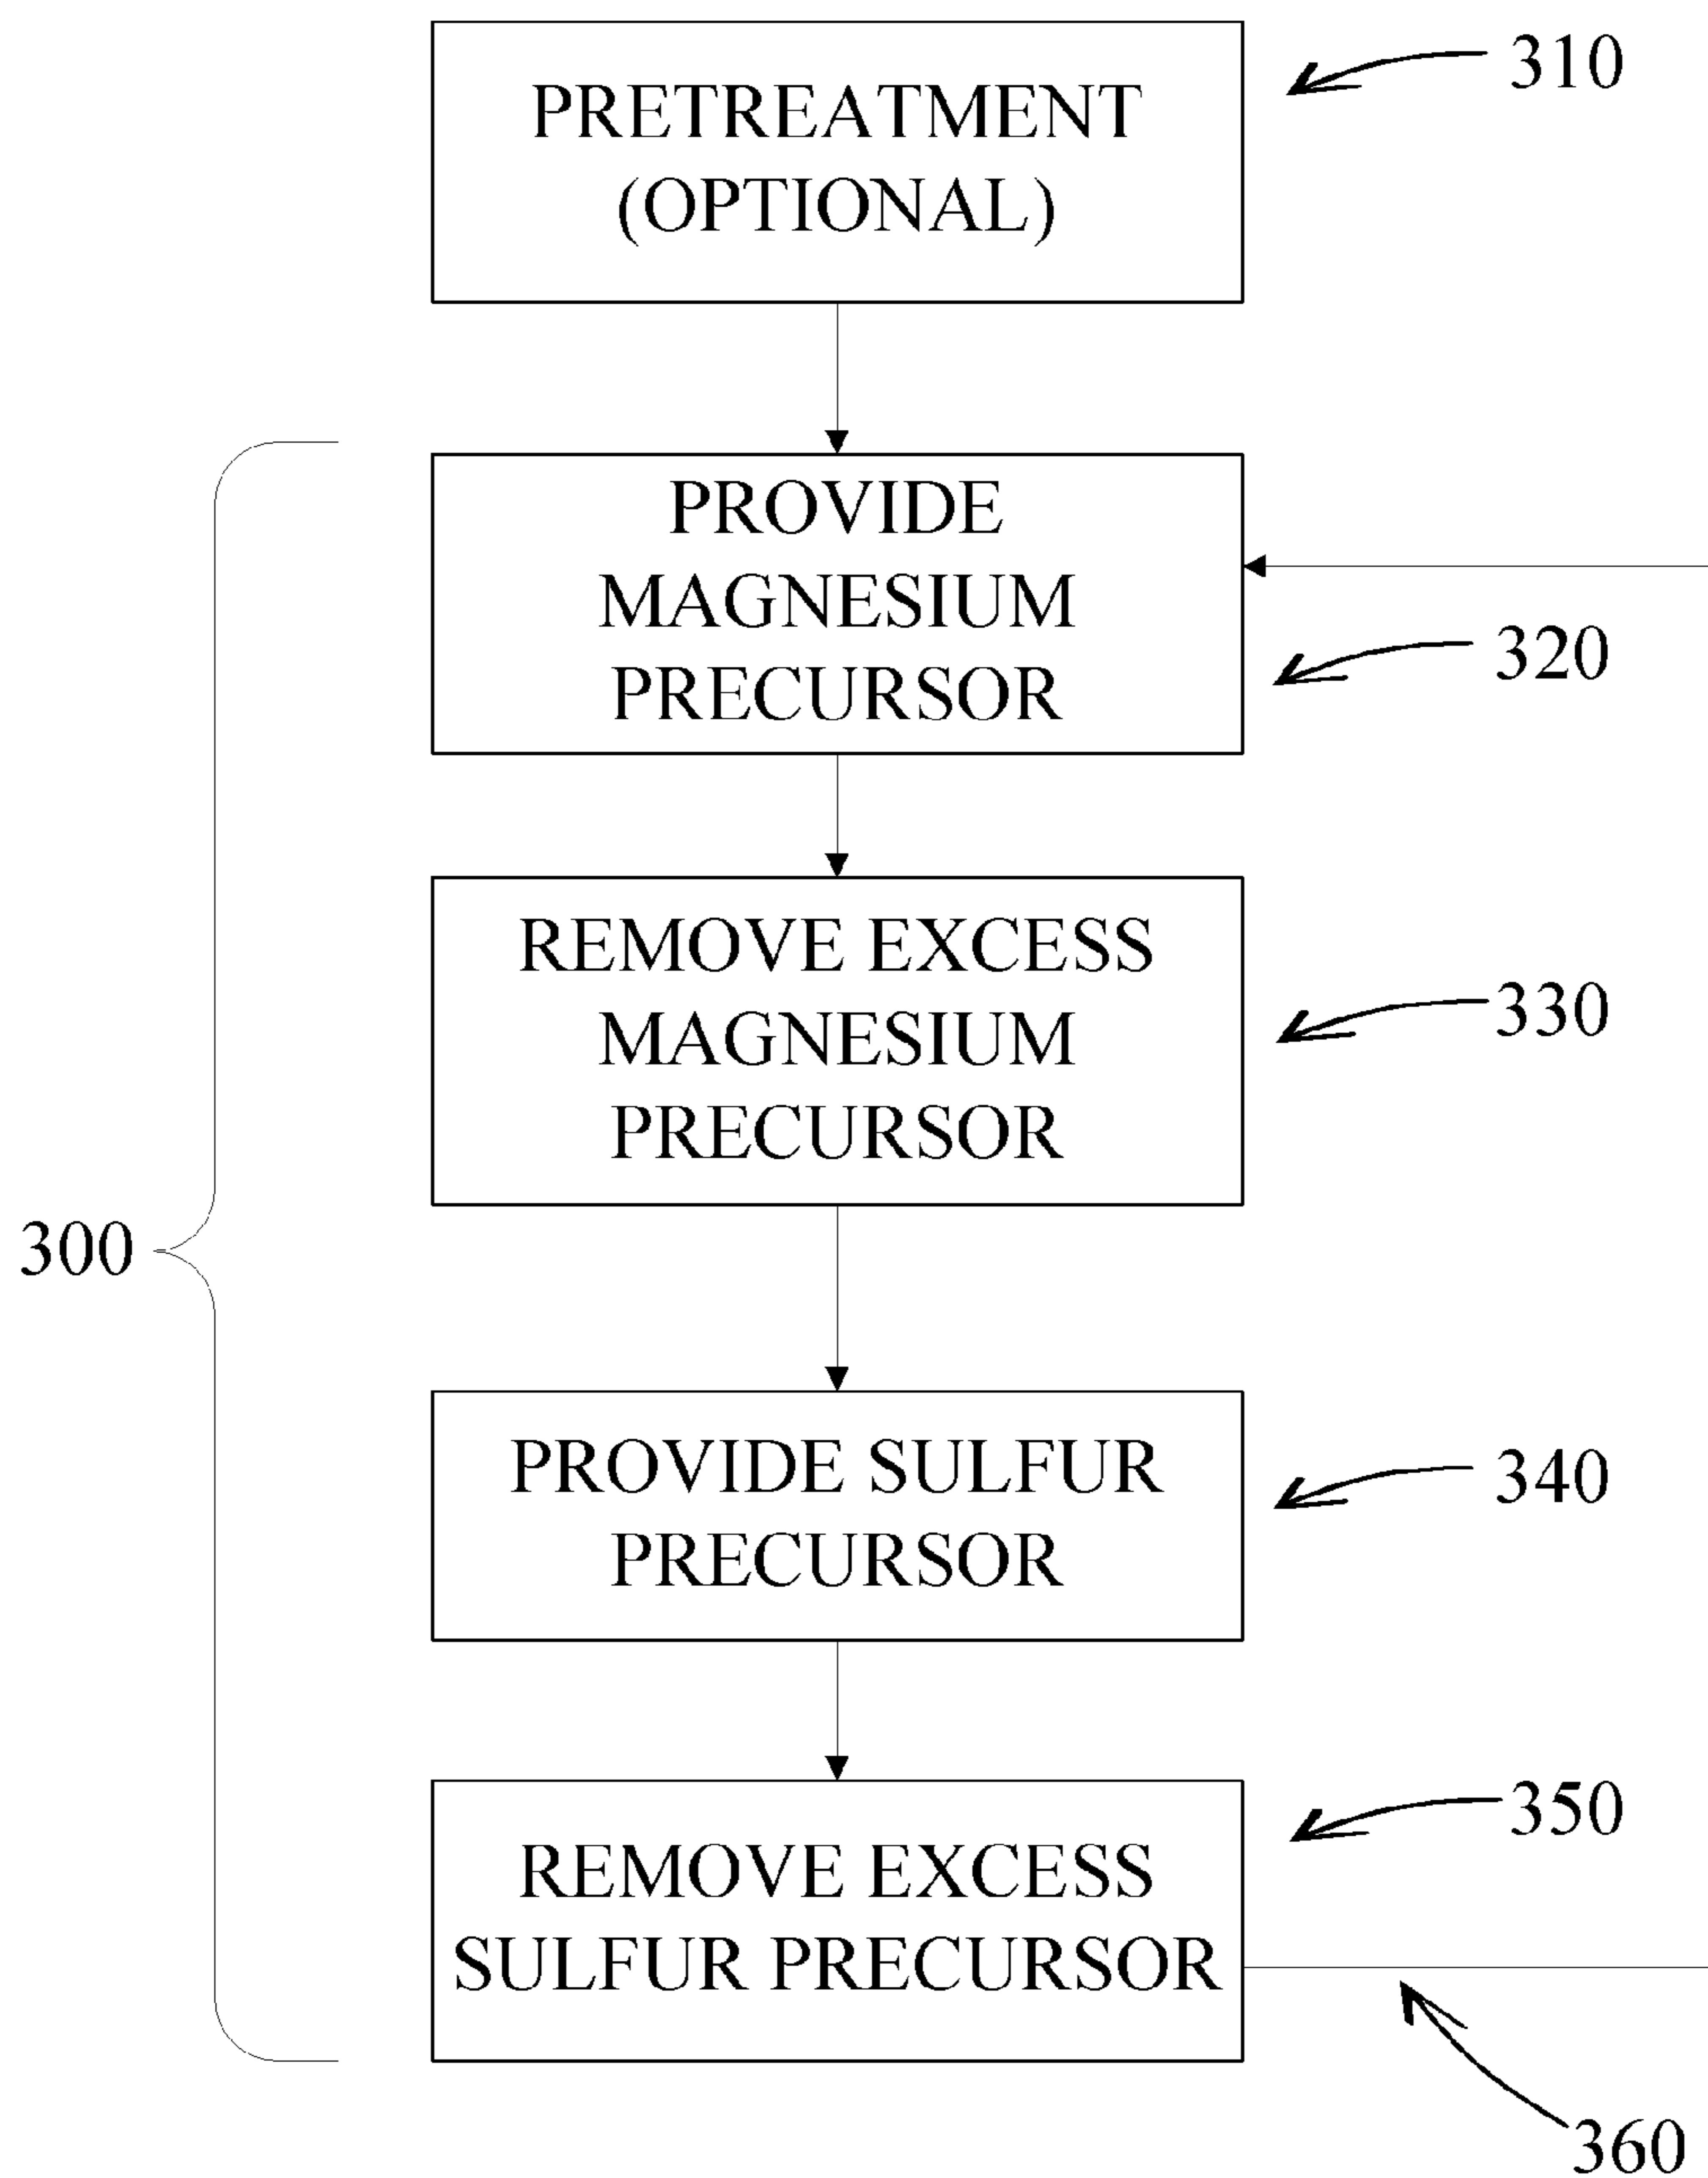 PRETREATMENT
(OPTIONAL)
310
PROVIDE
MAGNESIUM
PRECURSOR
320
REMOVE EXCESS
MAGNESIUM
PRECURSOR
330
300
PROVIDE SULFUR
PRECURSOR
340
REMOVE EXCESS
SULFUR PRECURSOR
350
360